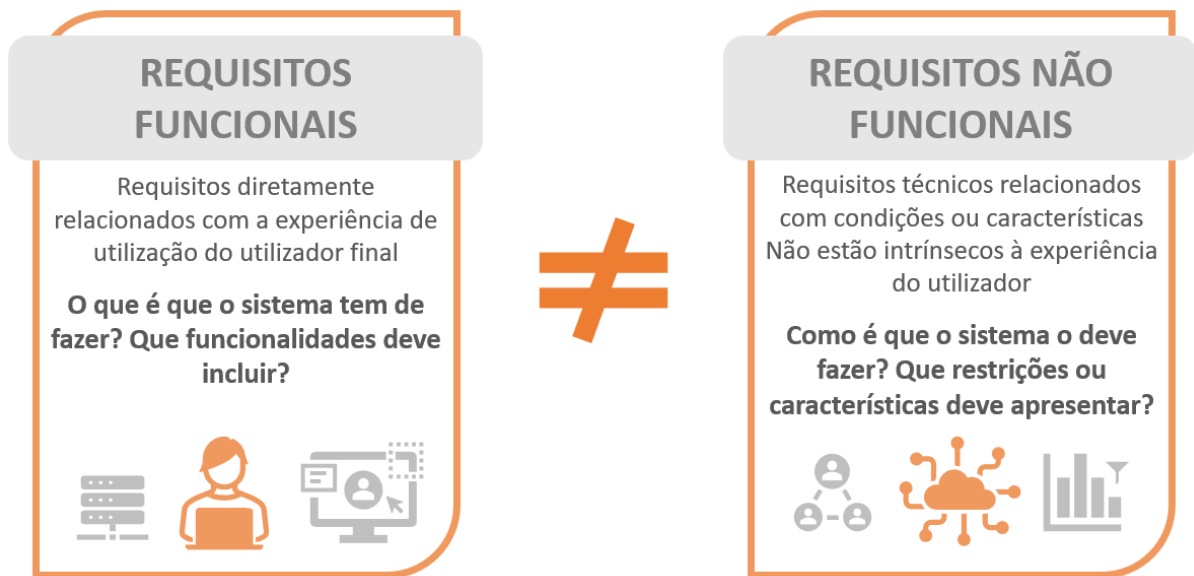 REQUISITOS
FUNCIONAIS
Requisitos diretamente
relacionados com a experiência de
utilização do utilizador final
O que é que o sistema tem de
fazer? Que funcionalidades deve
incluir?
REQUISITOS NÃO
FUNCIONAIS
Requisitos técnicos relacionados
com condições ou características
Não estão intrínsecos à experiência
do utilizador
Como é que o sistema o deve
fazer? Que restrições ou
características deve apresentar?